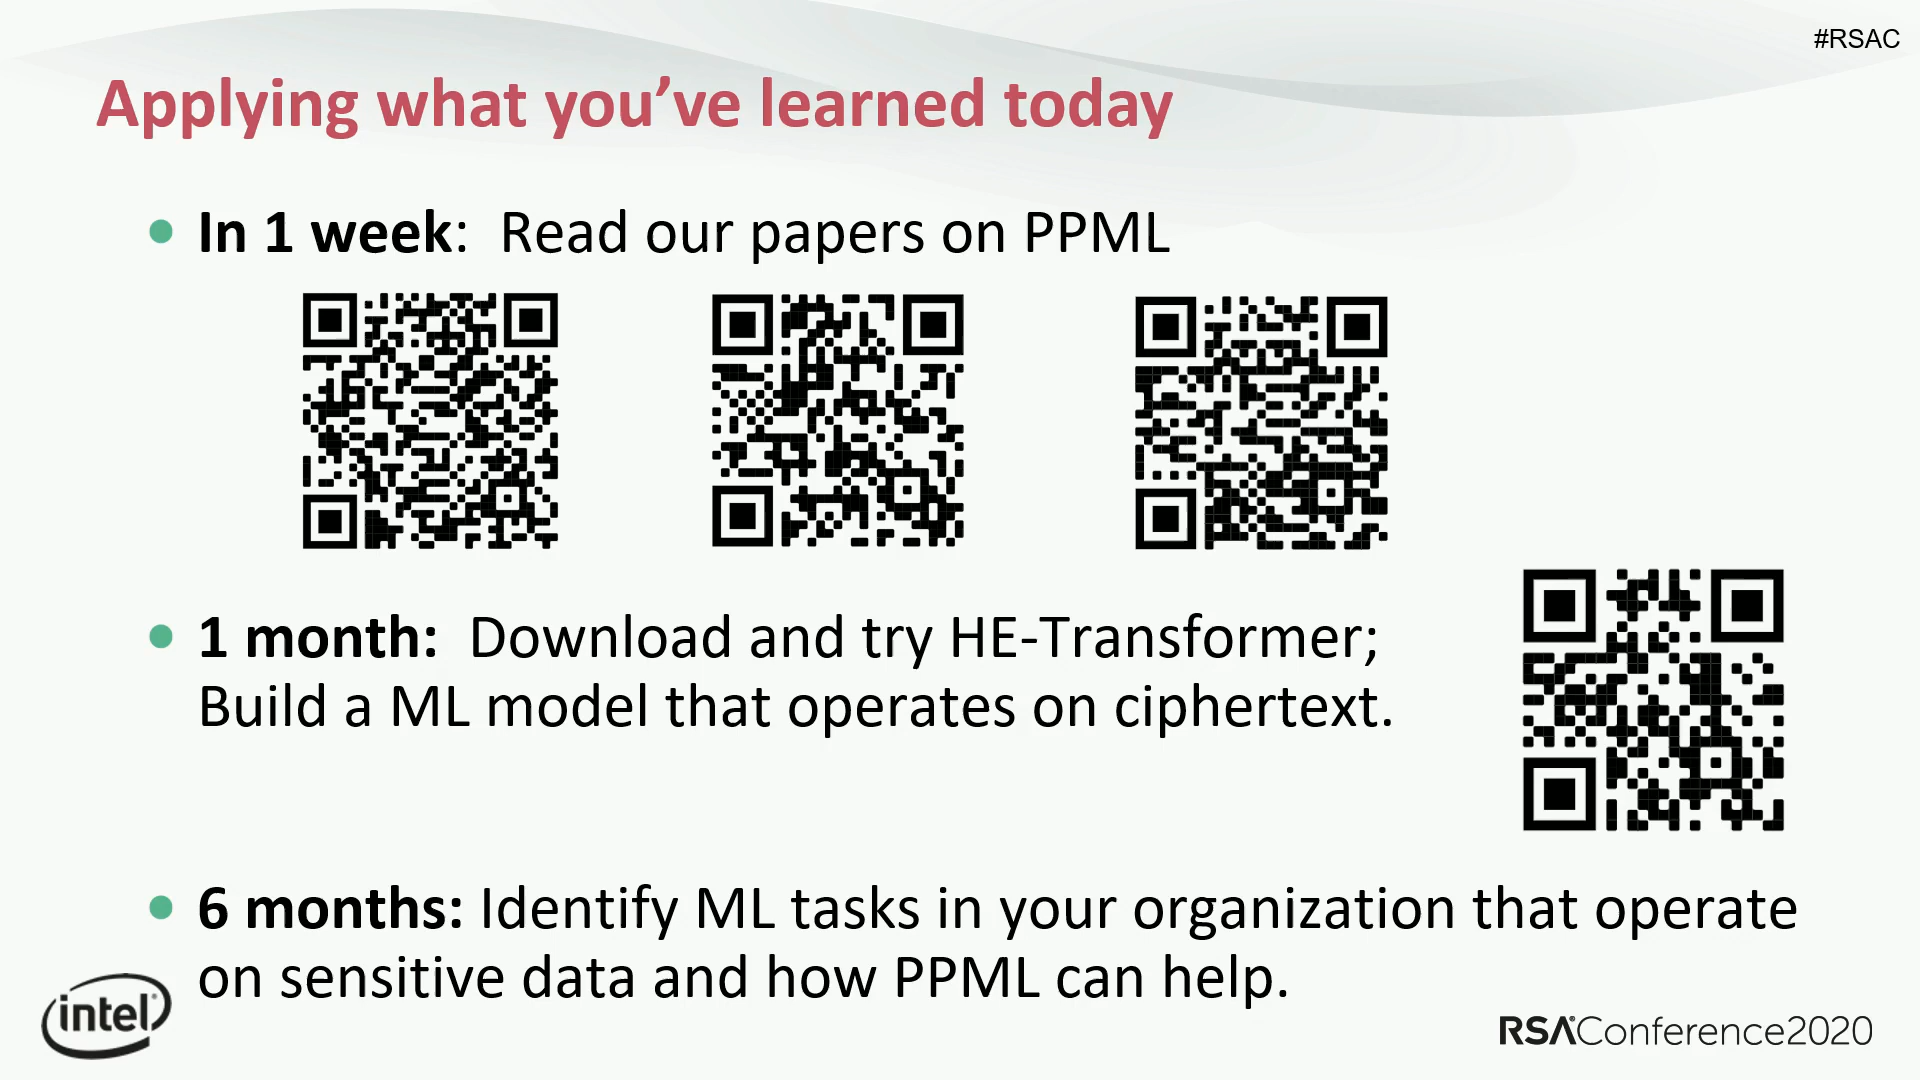 #RSAC
Applying what you’ve learned today
In 1 week:  Read our papers on PPML
1 month:  Download and try HE-Transformer;
Build a ML model that operates on ciphertext.
6 months: Identify ML tasks in your organization that operate
on sensitive data and how PPML can help.
intel®
RSA®Conference2020